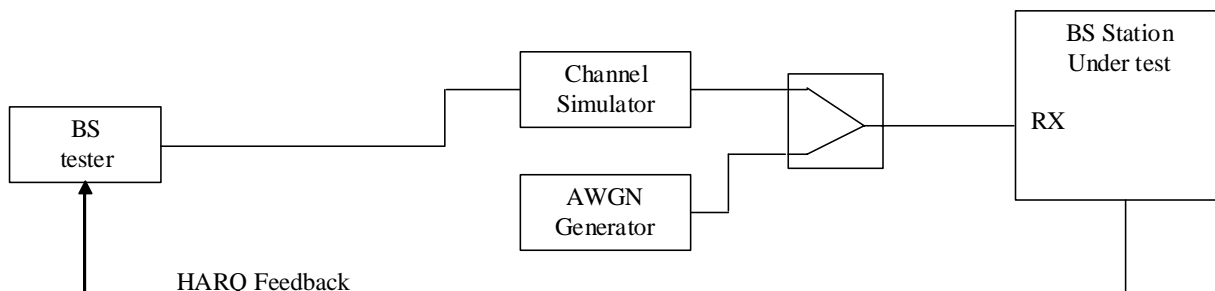 BS Station
Under test
Channel
Simulator
BS
tester
RX
AWGN
Generator
HARQ Feedback